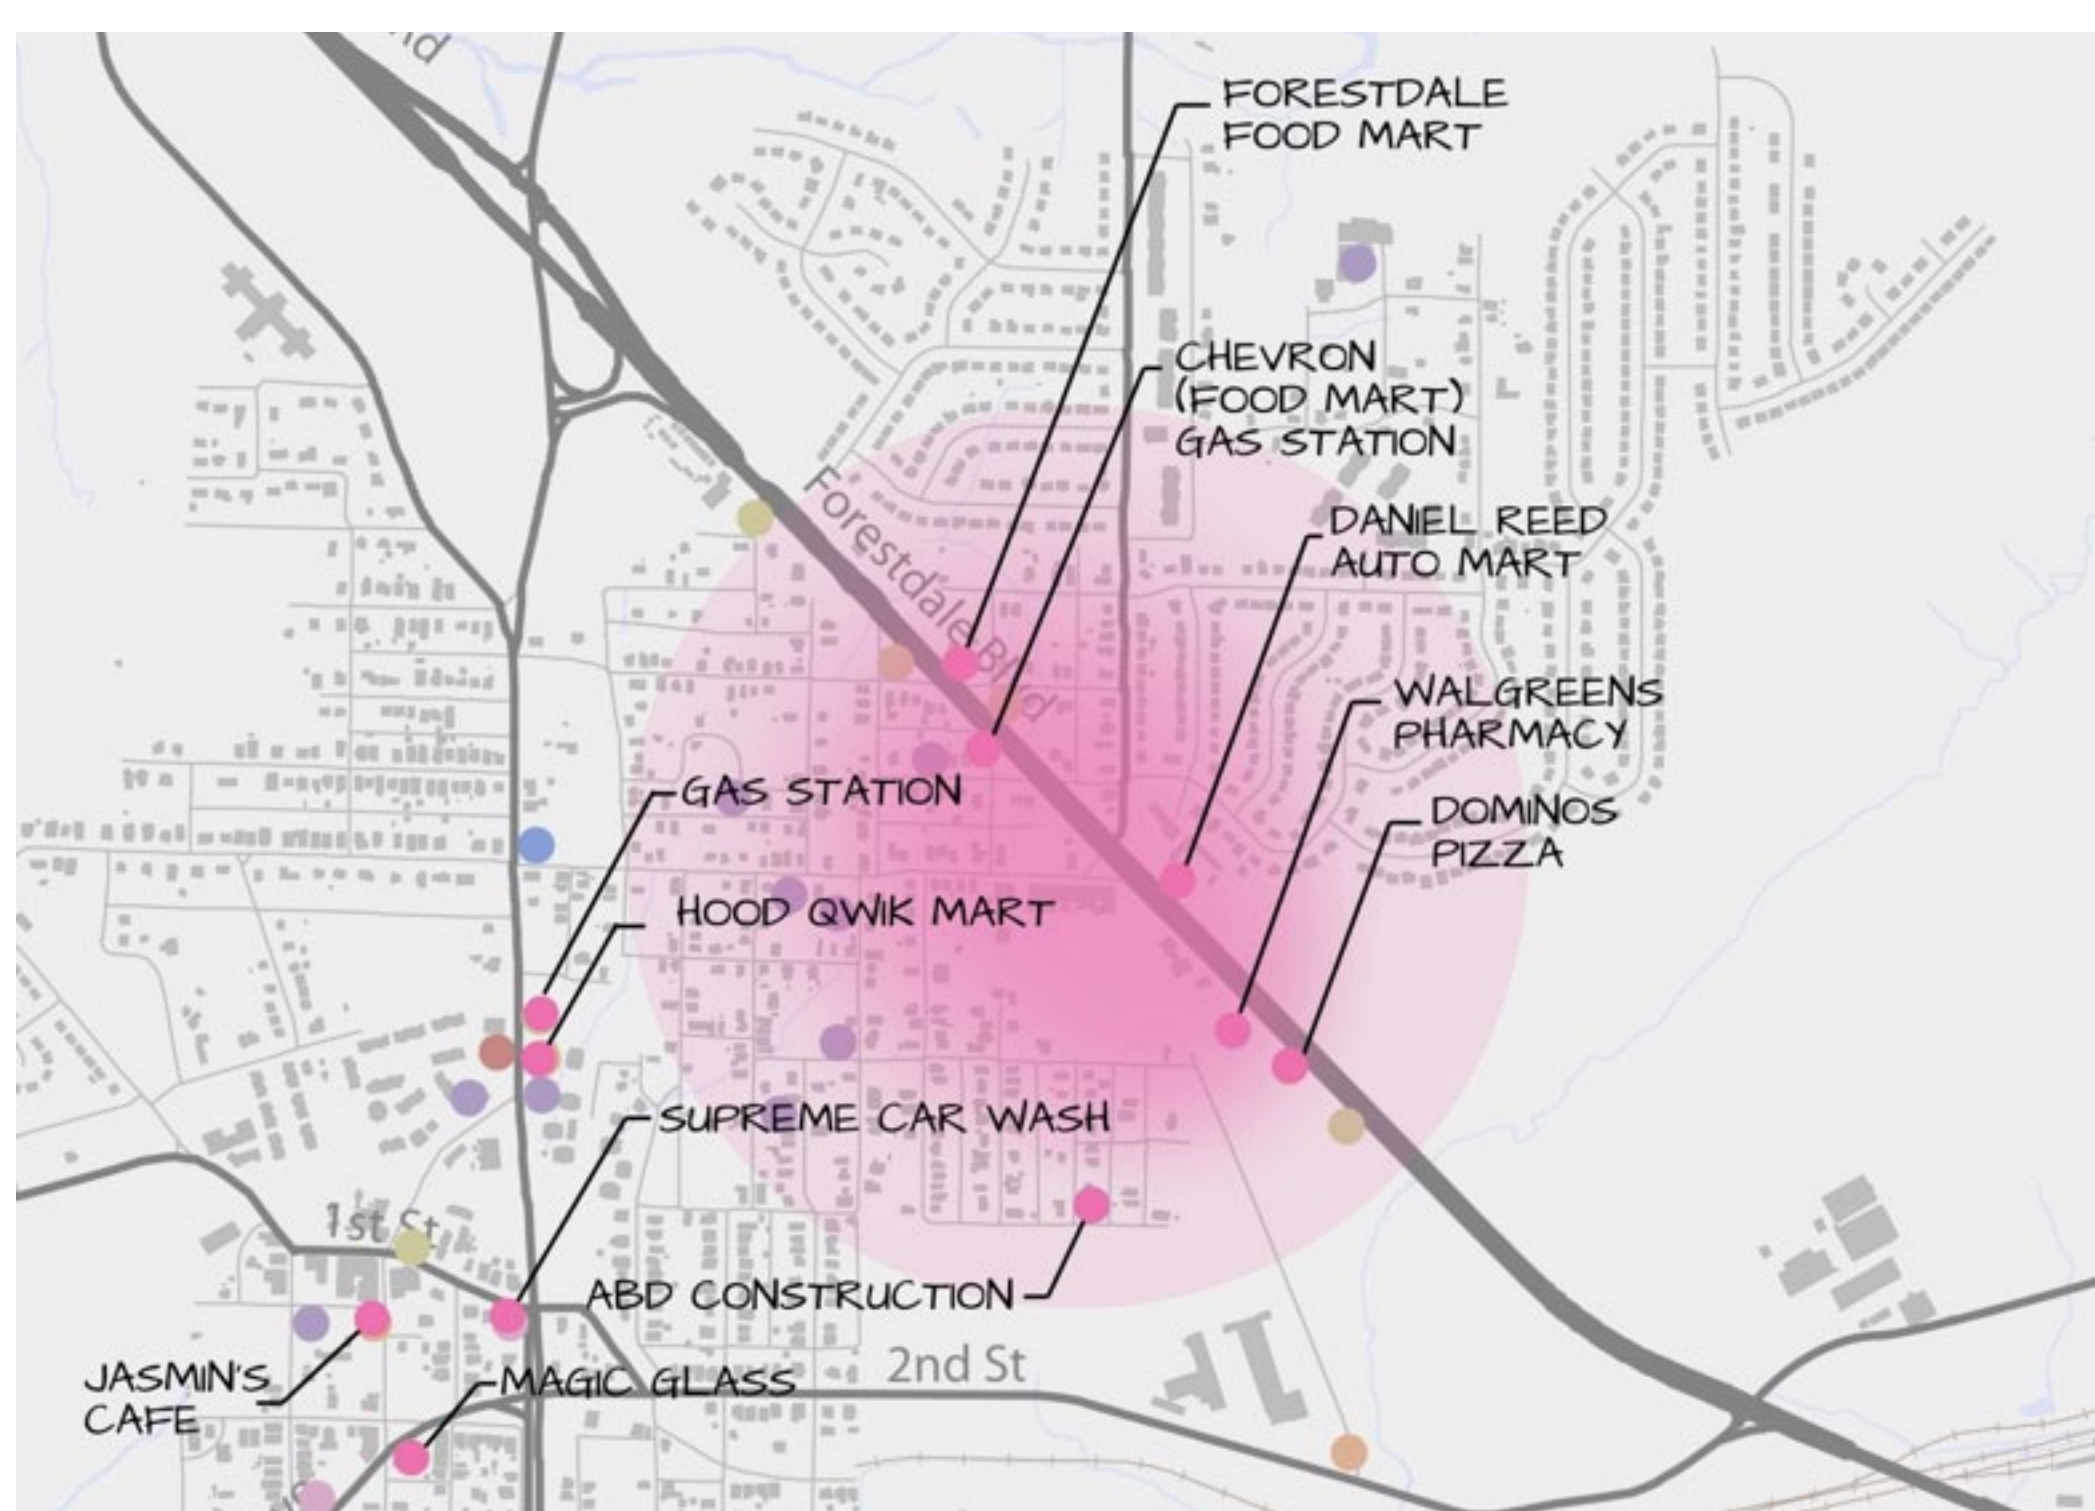 FORESTDALE
FOOD MART
CHEVRON
(FOOD MART)
GAS STATION
Forestdale Blvd
DANIEL REED
AUTO MART
WALGREENS
PHARMACY
GAS STATION
DOMINOS
PIZZA
HOOD QWIK MART
SUPREME CAR WASH
1st St
ABD CONSTRUCTION
2nd St
JASMIN'S
CAFE
MAGIC GLASS